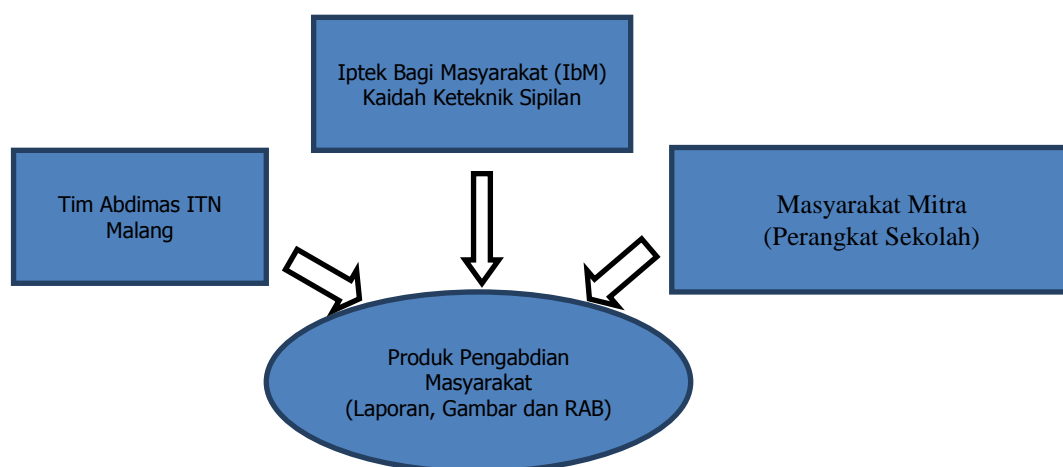 Iptek Bagi Masyarakat (IbM)
Kaidah Keteknik Sipilan
Tim Abdimas ITN
Malang
Masyarakat Mitra
(Perangkat Sekolah)
Produk Pengabdian
Masyarakat
(Laporan, Gambar dan RAB)